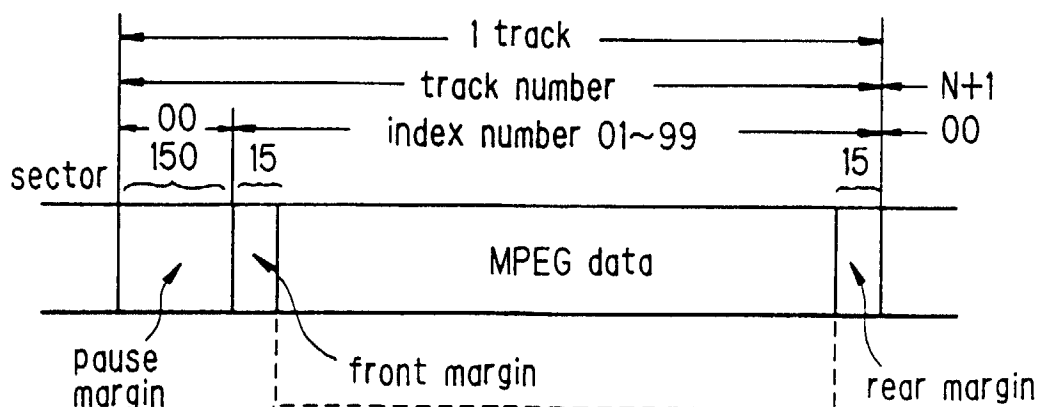 1 track
track number N+1
00 index number 01~99 00
sector 150 15 15
MPEG data
pause margin
front margin
rear margin